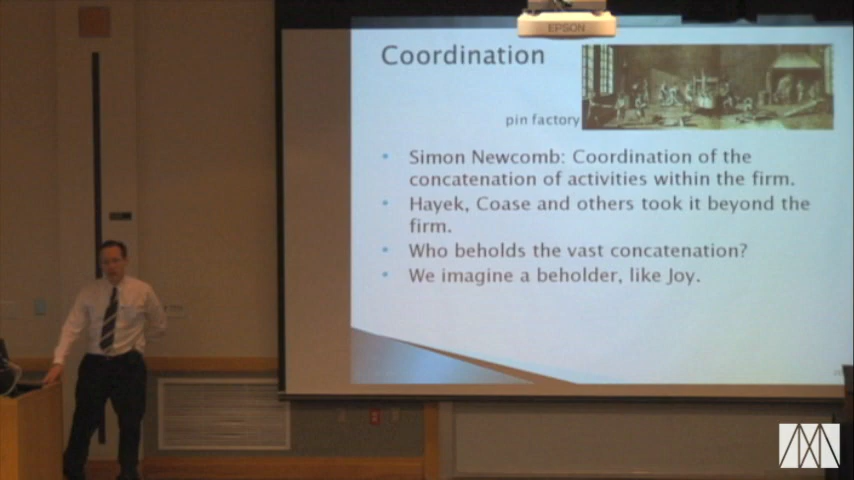 EPSON
Coordination
pin factory
• Simon Newcomb: Coordination of the
concatenation of activities within the firm.
• Hayek, Coase and others took it beyond the
firm.
• Who beholds the vast concatenation?
• We imagine a beholder, like Joy.